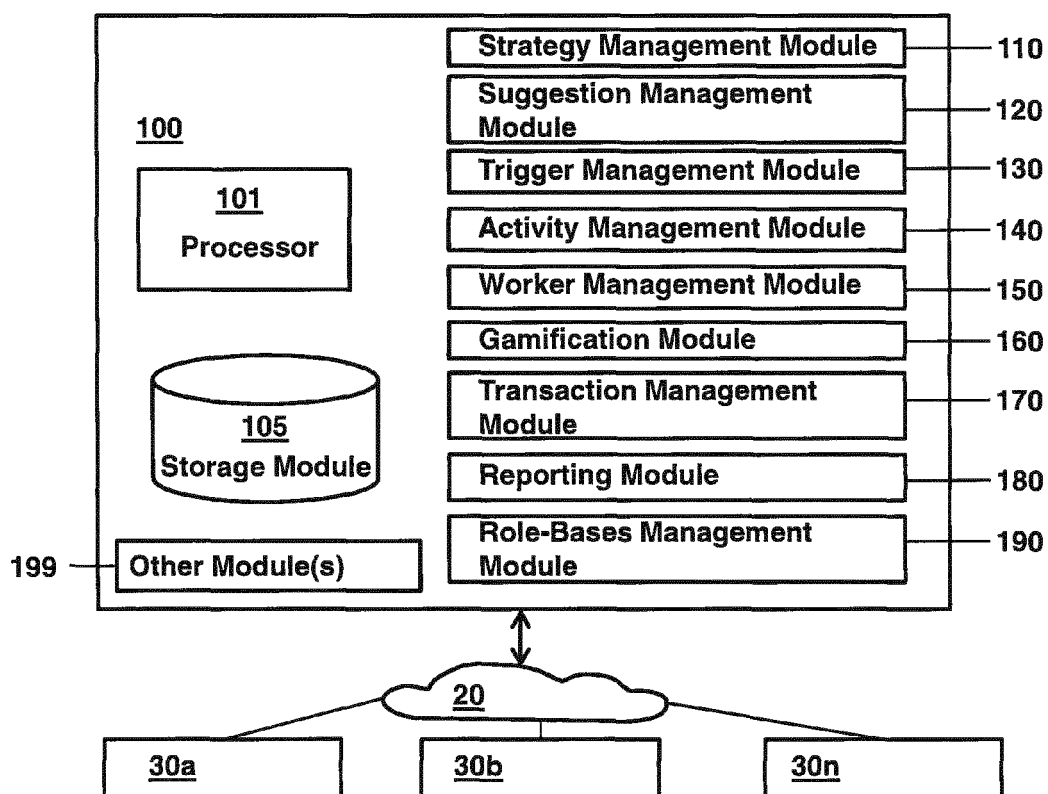 Strategy Management Module 110
Suggestion Management
Module 120
100
Trigger Management Module 130
101
Processor
Activity Management Module 140
Worker Management Module 150
Gamification Module 160
Transaction Management
Module 170
105
Storage Module
Reporting Module 180
Role-Bases Management
Module 190
199 Other Module(s)
20
30a 30b 30n